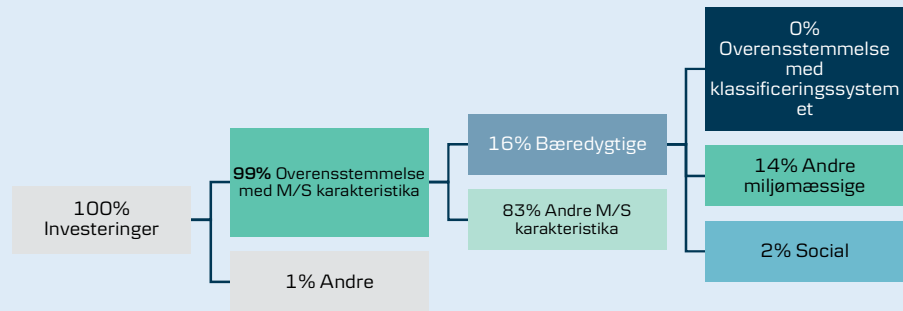 100%
Investeringer
99% Overensstemmelse
med M/S karakteristika
1% Andre
16% Bæredygtige
83% Andre M/S
karakteristika
0%
Overensstemmelse
med
klassificeringssystem
et
14% Andre
miljømæssige
2% Social